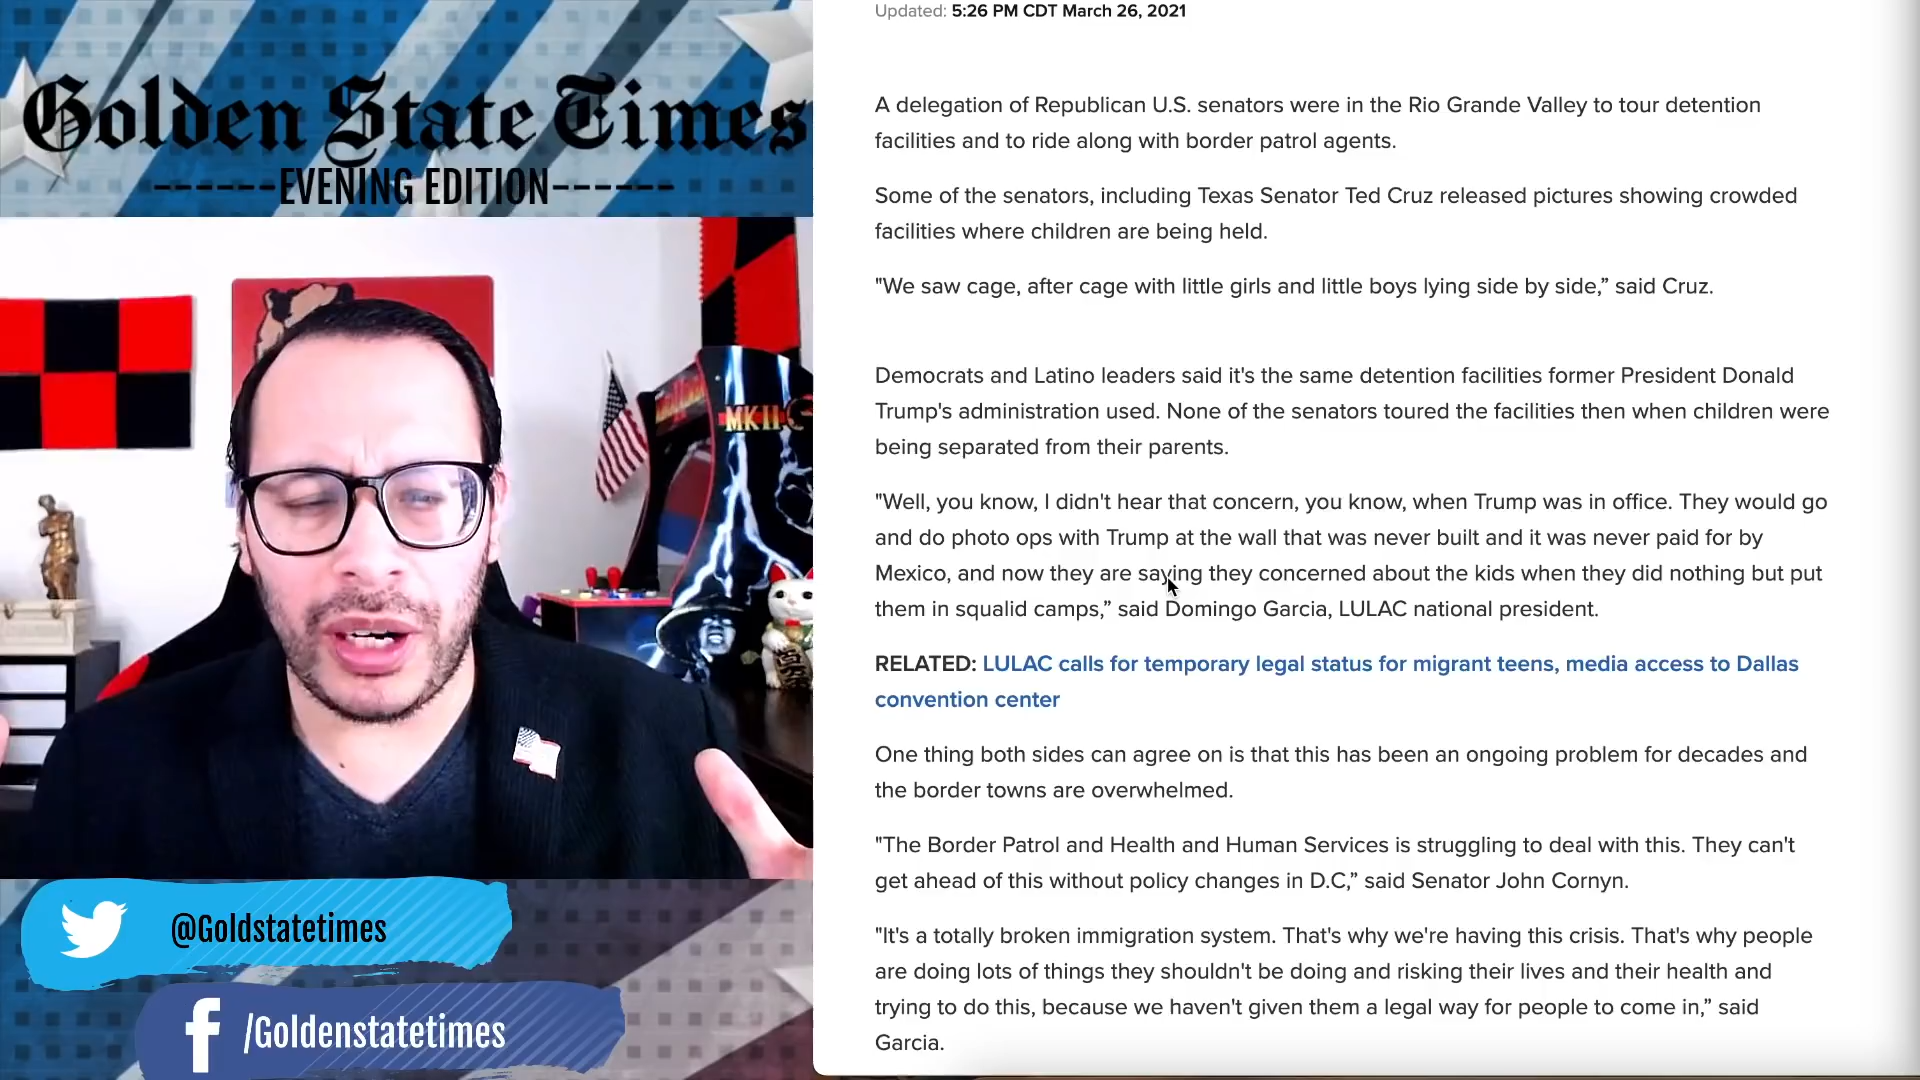 Golden State Times
------EVENING EDITION------
MKII
@Goldstatetimes
/Goldenstatetimes
Updated: 5:26 PM CDT March 26, 2021
A delegation of Republican U.S. senators were in the Rio Grande Valley to tour detention
facilities and to ride along with border patrol agents.
Some of the senators, including Texas Senator Ted Cruz released pictures showing crowded
facilities where children are being held.
"We saw cage, after cage with little girls and little boys lying side by side,” said Cruz.
Democrats and Latino leaders said it's the same detention facilities former President Donald
Trump's administration used. None of the senators toured the facilities then when children were
being separated from their parents.
"Well, you know, I didn't hear that concern, you know, when Trump was in office. They would go
and do photo ops with Trump at the wall that was never built and it was never paid for by
Mexico, and now they are saying they concerned about the kids when they did nothing but put
them in squalid camps,” said Domingo Garcia, LULAC national president.
RELATED: LULAC calls for temporary legal status for migrant teens, media access to Dallas
convention center
One thing both sides can agree on is that this has been an ongoing problem for decades and
the border towns are overwhelmed.
"The Border Patrol and Health and Human Services is struggling to deal with this. They can't
get ahead of this without policy changes in D.C,” said Senator John Cornyn.
"It's a totally broken immigration system. That's why we're having this crisis. That's why people
are doing lots of things they shouldn't be doing and risking their lives and their health and
trying to do this, because we haven't given them a legal way for people to come in,” said
Garcia.